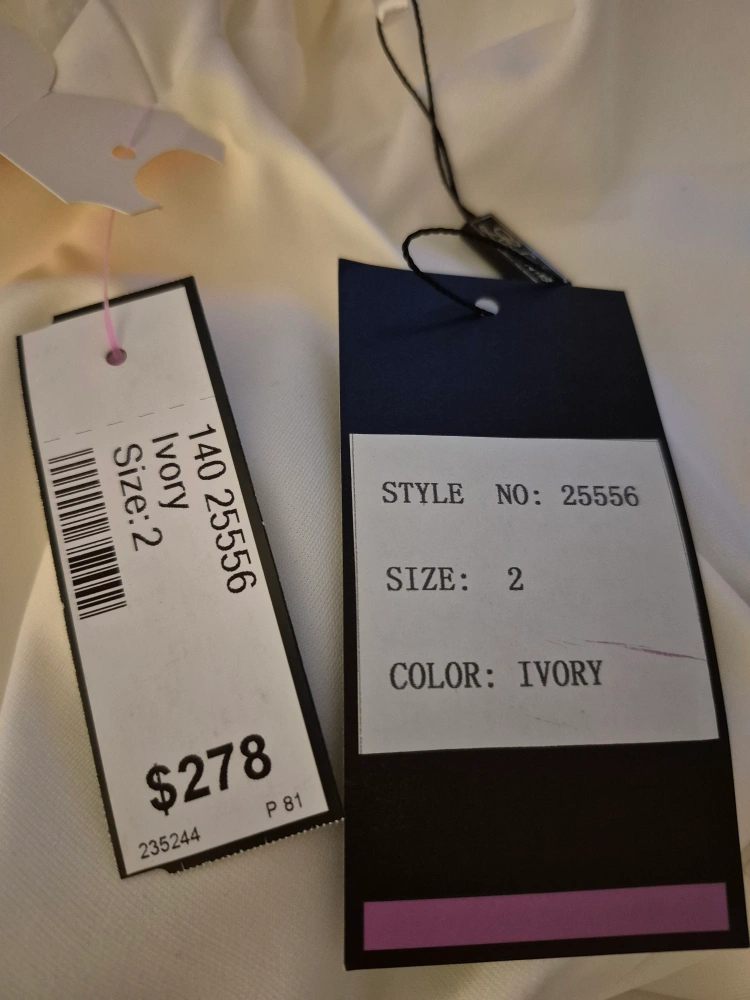 140 25556
Ivory
Size:2
$278
P 81
235244
STYLE NO: 25556
SIZE: 2
COLOR: IVORY